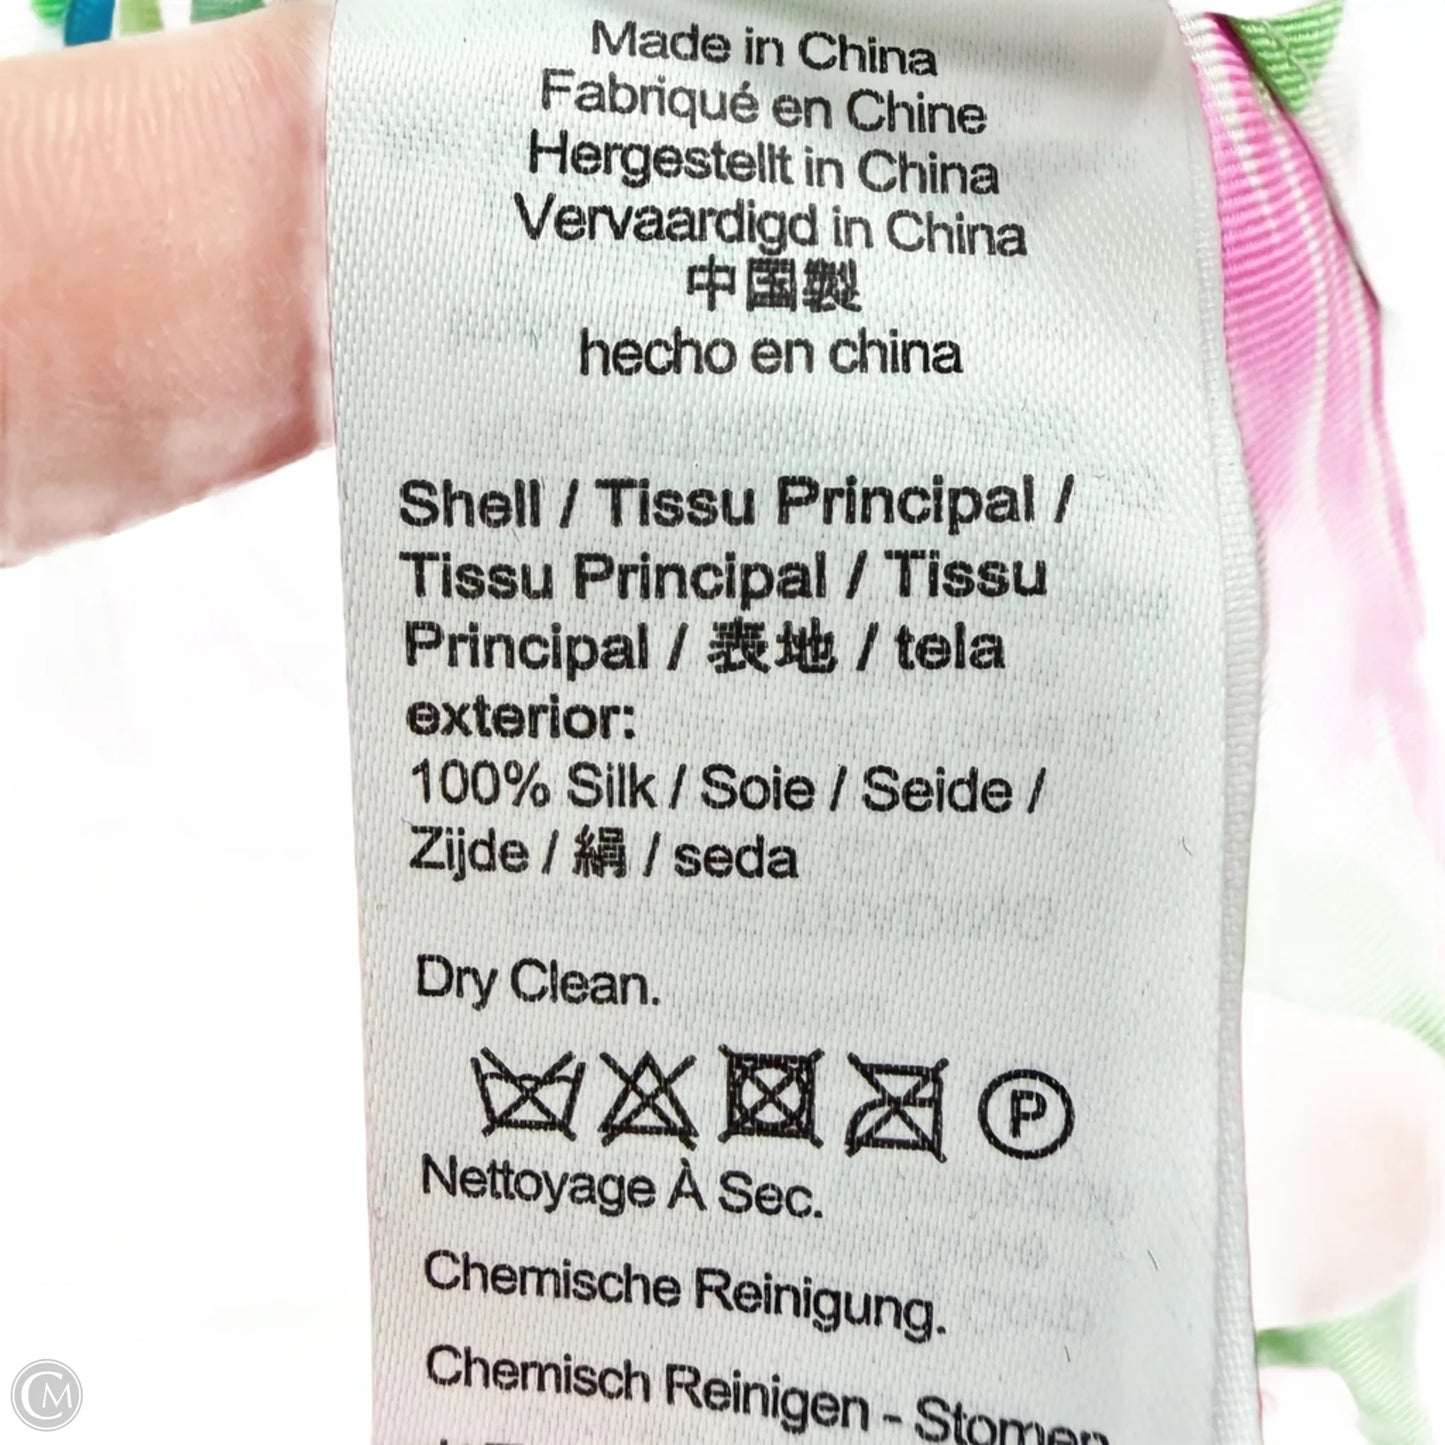 Made in China
Fabriqué en Chine
Hergestellt in China
Vervaardigd in China
中国製
hecho en china
Shell / Tissu Principal /
Tissu Principal / Tissu
Principal / 表地 / tela
exterior:
100% Silk / Soie / Seide /
Zijde / 絹 / seda
Dry Clean.
P
Nettoyage À Sec.
Chemische Reinigung.
Chemisch Reinigen - Stomen
CM